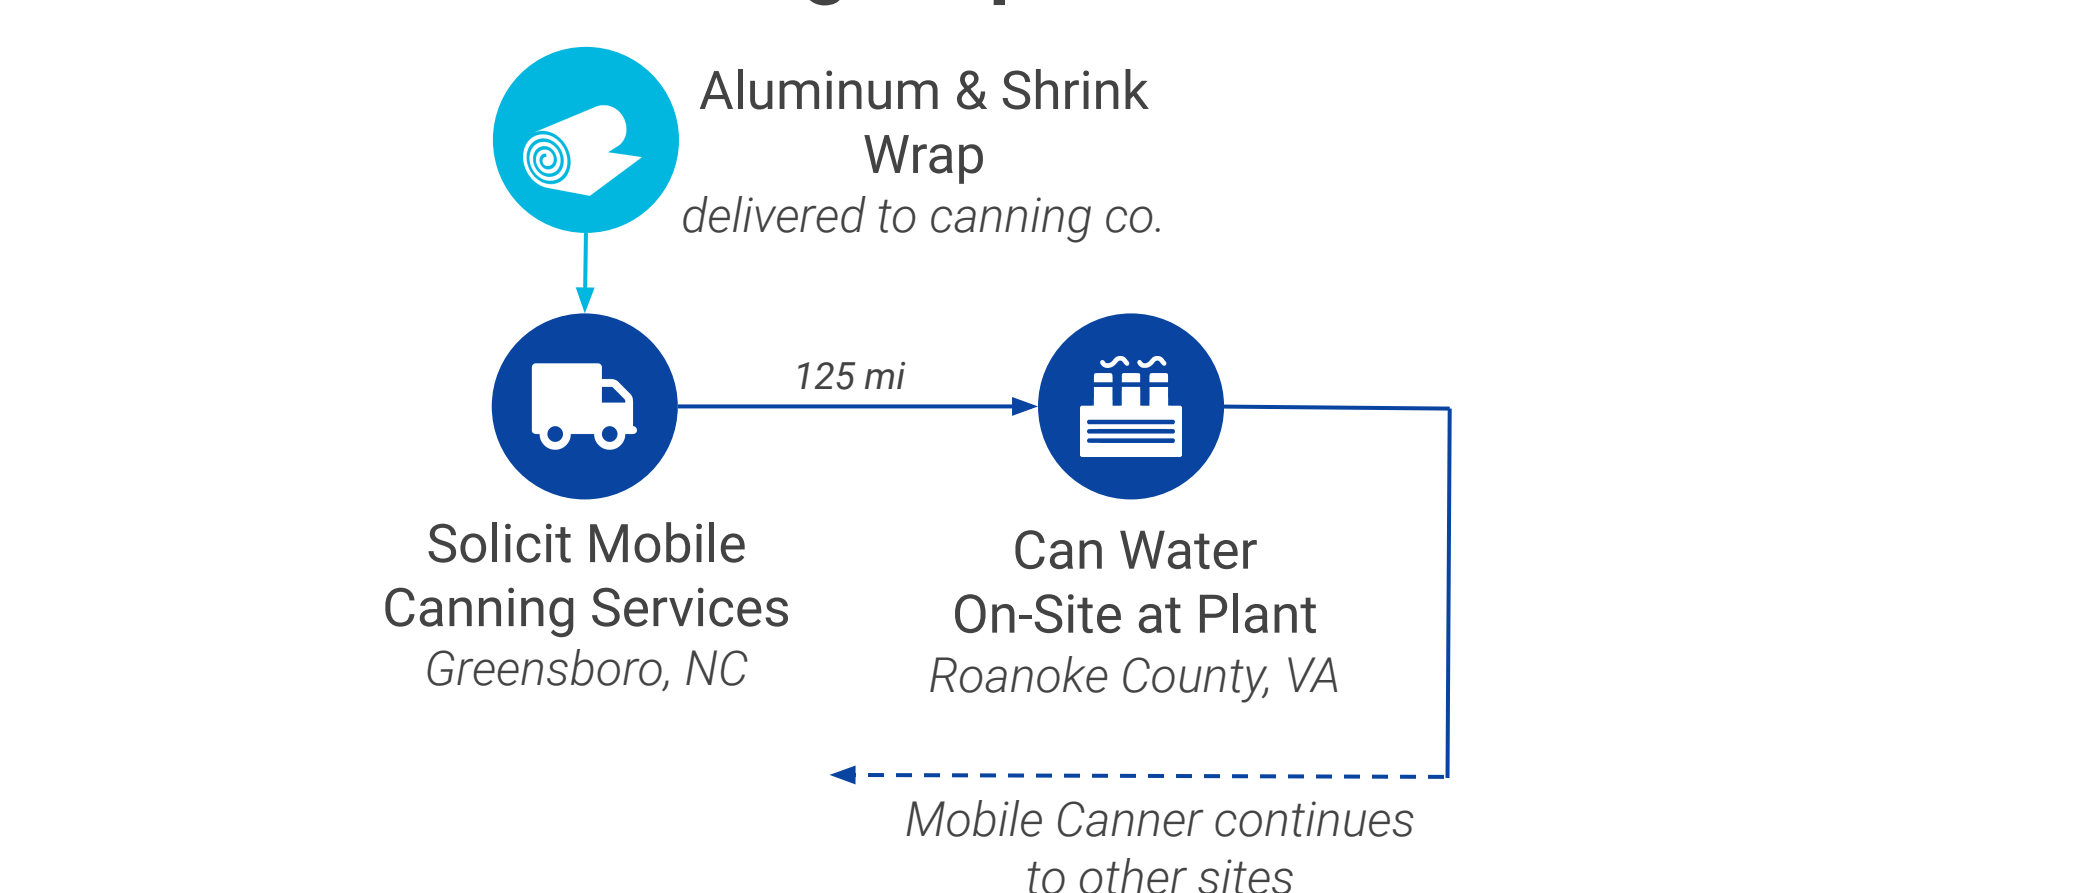 Aluminum & Shrink
Wrap
delivered to canning co.
125 mi
Solicit Mobile
Canning Services
Greensboro, NC
Can Water
On-Site at Plant
Roanoke County, VA
Mobile Canner continues
to other sites